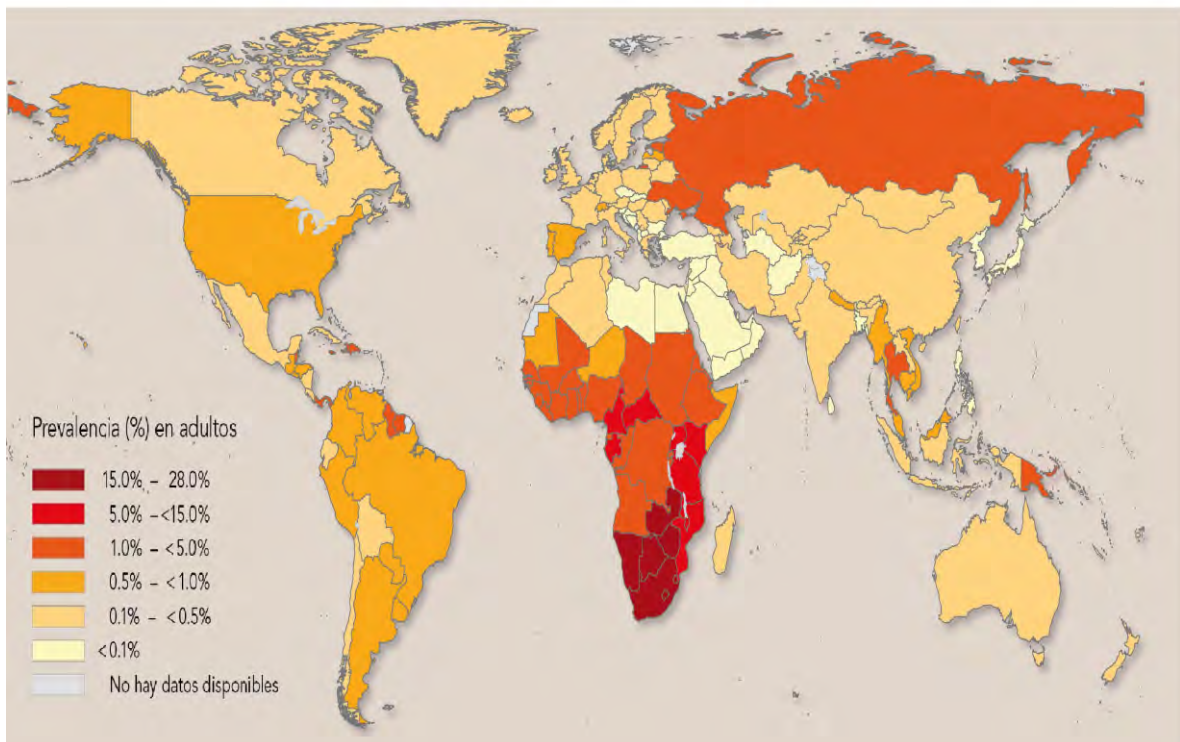 Prevalencia (%) en adultos
15.0% – 28.0%
5.0% – <15.0%
1.0% – <5.0%
0.5% – <1.0%
0.1% – <0.5%
<0.1%
No hay datos disponibles